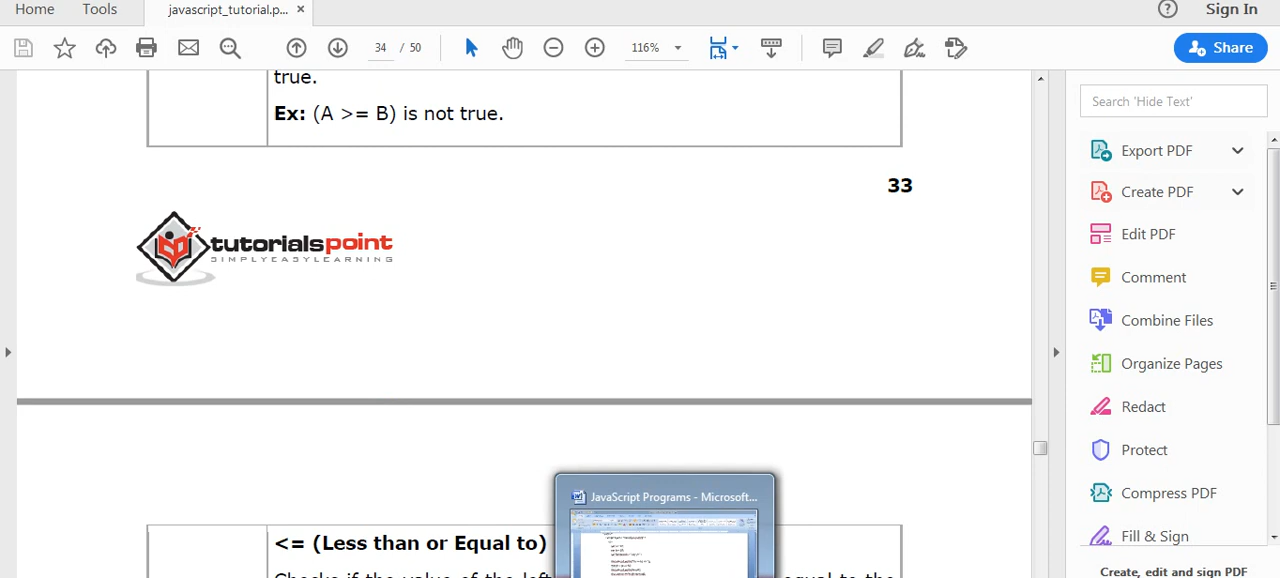 Home Tools javascript_tutorial.p... × Sign In
34 / 50 116% Share
true.
Ex: (A >= B) is not true.
33
tutorialspoint
SIMPLYEASYLEARNING
<= (Less than or Equal to)
JavaScript Programs - Microsoft...
Search 'Hide Text'
Export PDF
Create PDF
Edit PDF
Comment
Combine Files
Organize Pages
Redact
Protect
Compress PDF
Fill & Sign
Create, edit and sign PDF